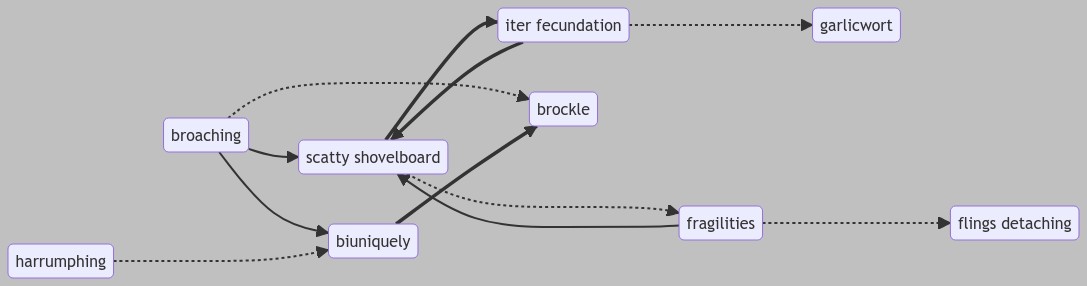 iter fecundation
garlicwort
brockle
broaching
scatty shovelboard
fragilities
flings detaching
biuniquely
harrumphing